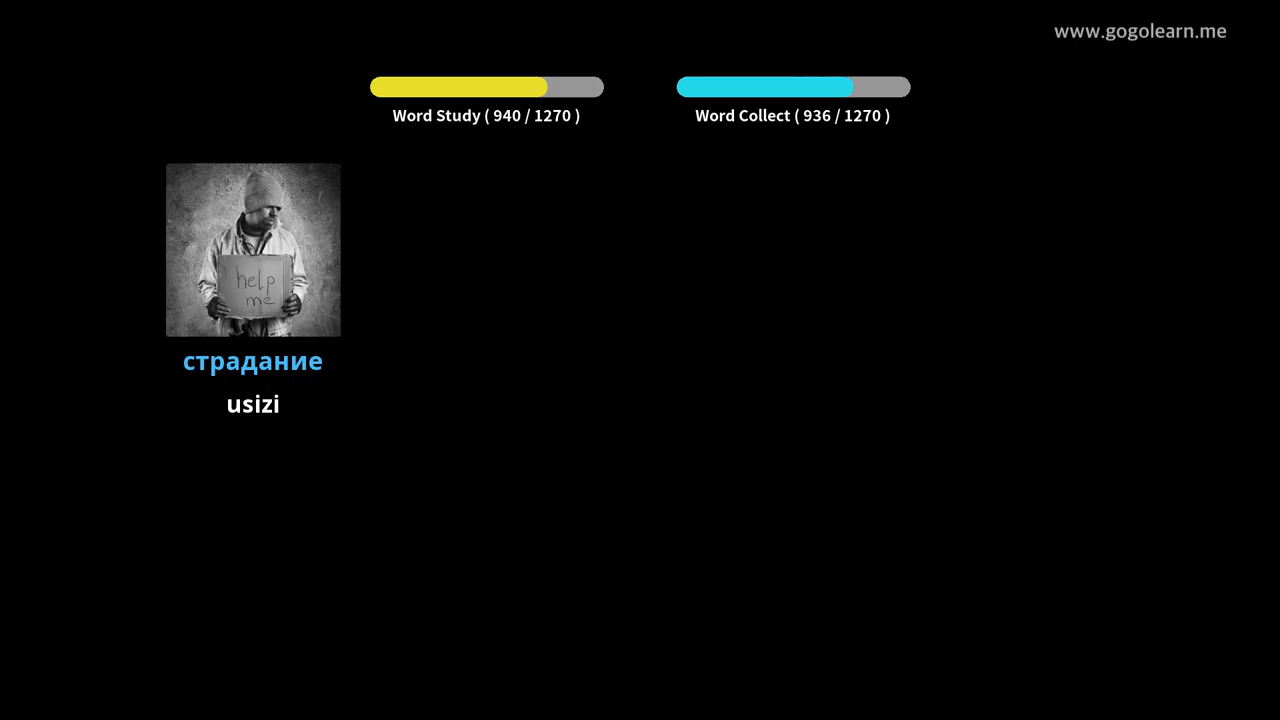 www.gogolearn.me
Word Study ( 940 / 1270 )
Word Collect ( 936 / 1270 )
help
me
страдание
usizi